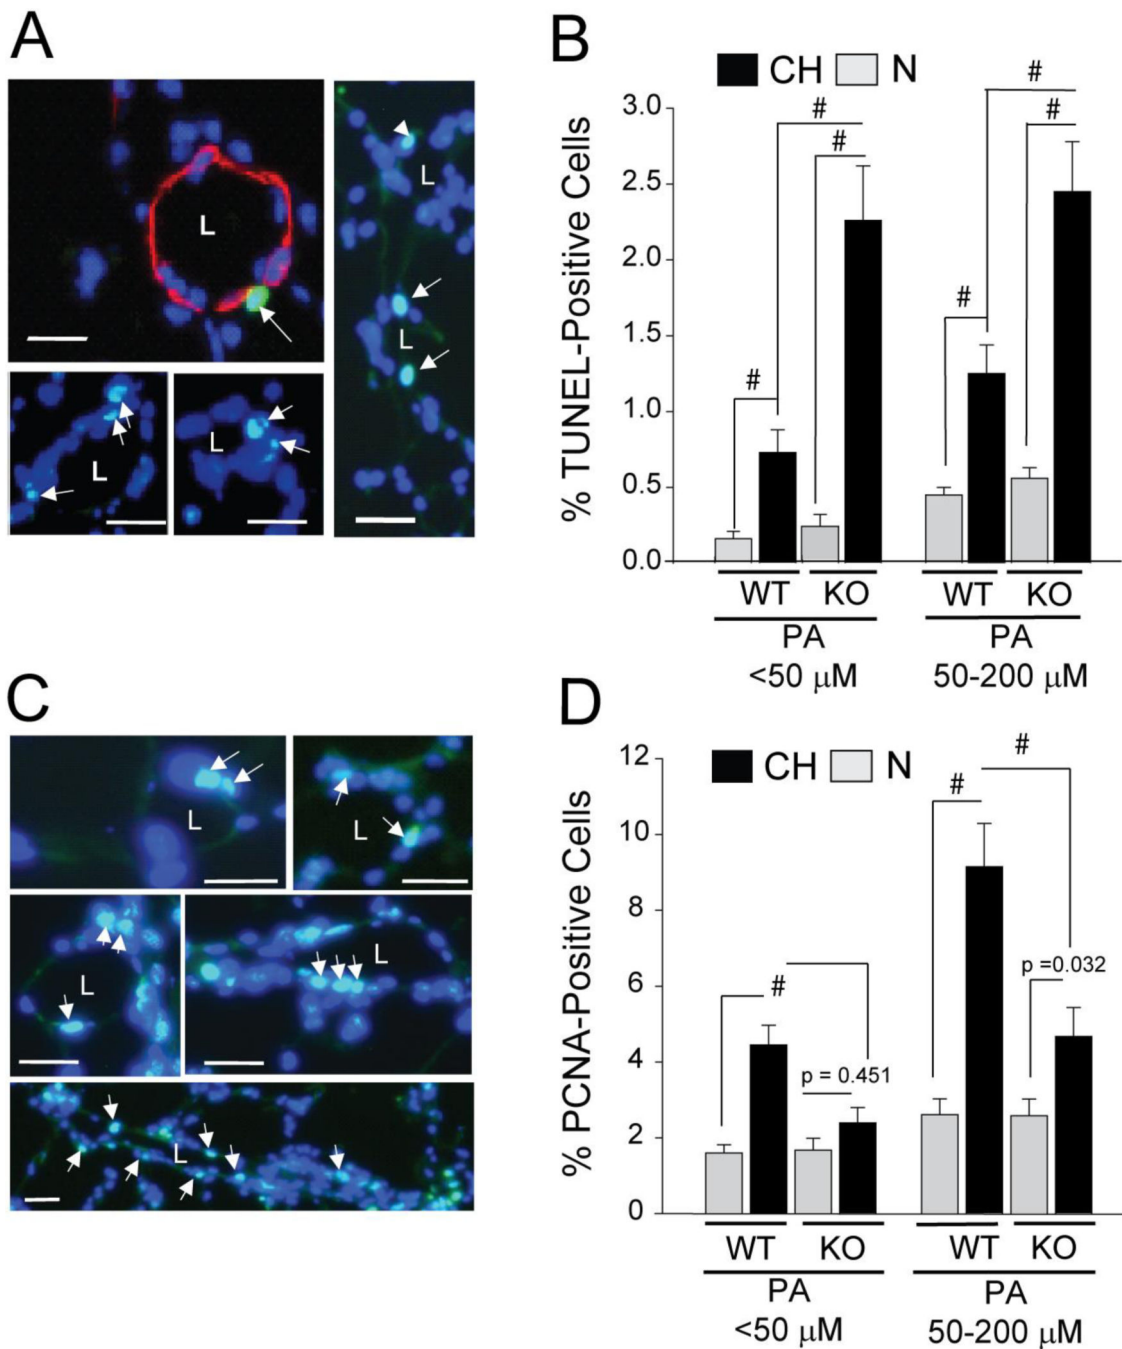 A
L
L
L
L
L
B
CH N
% TUNEL-Positive Cells
3.0
2.5
2.0
1.5
1.0
0.5
0.0
#
#
#
#
#
#
WT KO WT KO
PA PA
<50 μM 50-200 μM
C
L
L
L
L
L
D
CH N
% PCNA-Positive Cells
12
10
8
6
4
2
0
#
#
#
p =0.032
p = 0.451
WT KO WT KO
PA PA
<50 μM 50-200 μM